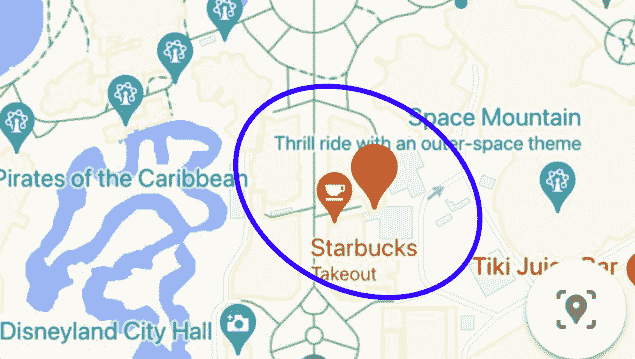 Space Mountain
Thrill ride with an outer-space theme
Pirates of the Caribbean
Starbucks
Takeout
Tiki Juice Bar
Disneyland City Hall